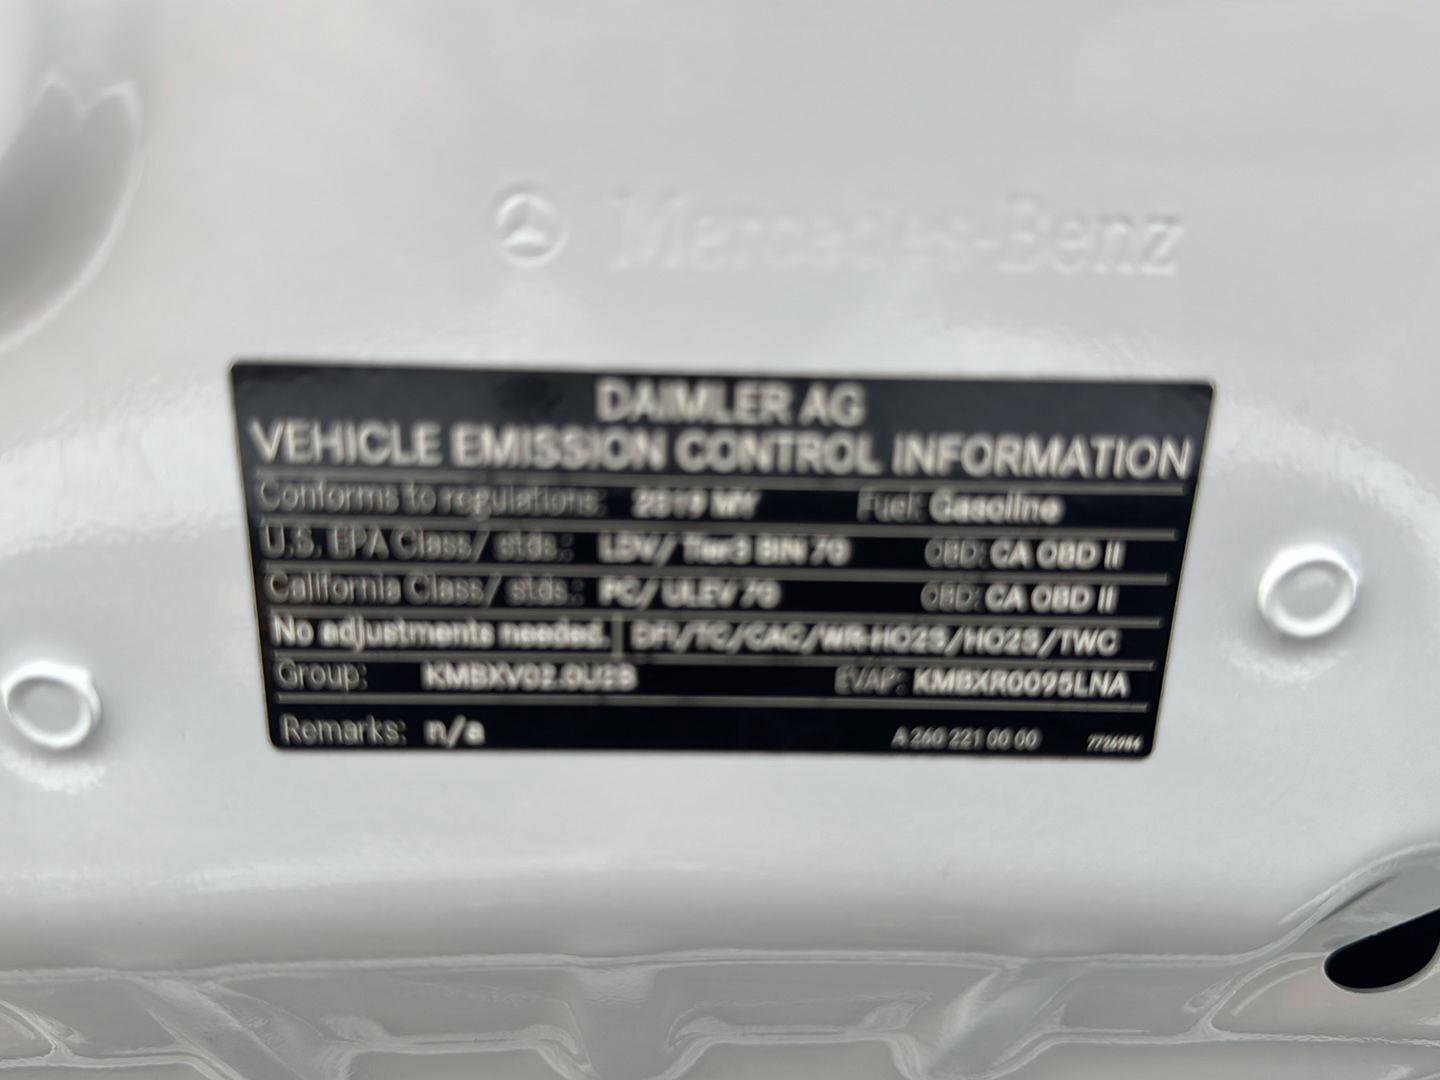 Mercedes-Benz
DAIMLER AG
VEHICLE EMISSION CONTROL INFORMATION
Conforms to regulations: 2019 MY Fuel: Gasoline
U.S. EPA Class/ stds.: LDV/ Tier3 BIN 70 OBD: CA OBD II
California Class/ stds.: PC/ ULEV 70 OBD: CA OBD II
No adjustments needed. DFI/TC/CAC/WR-HO2S/HO2S/TWC
Group: KMBXV02.0U2B EVAP: KMBXR0095LNA
Remarks: n/a A 260 221 00 00 7726984